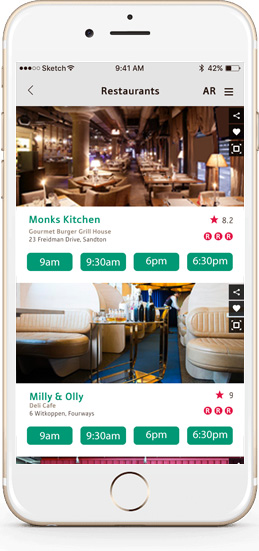 Sketch 9:41 AM 42%
Restaurants AR
Monks Kitchen 8.2
Gourmet Burger Grill House R R R
23 Freidman Drive, Sandton
9am 9:30am 6pm 6:30pm
Milly & Olly 9
Deli Cafe R R R
6 Witkoppen, Fourways
9am 9:30am 6pm 6:30pm